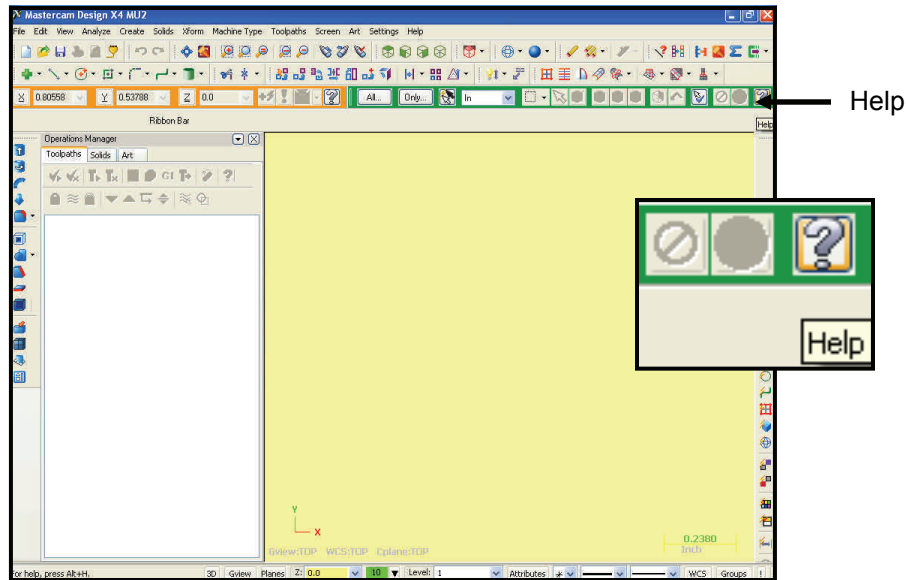 Mastercam Design X4 MU2
File Edit View Analyze Create Solids Xform Machine Type Toolpaths Screen Art Settings Help
X 0.80558 Y 0.53788 Z 0.0 All... Only... In
Help
Ribbon Bar
Help
Operations Manager
Toolpaths Solids Art
G1
Help
Y
X
Gview:TOP WCS:TOP Cplane:TOP
0.2380
Inch
For help, press Alt+H.
3D Gview Planes Z: 0.0 10 Level: 1 Attributes WCS Groups